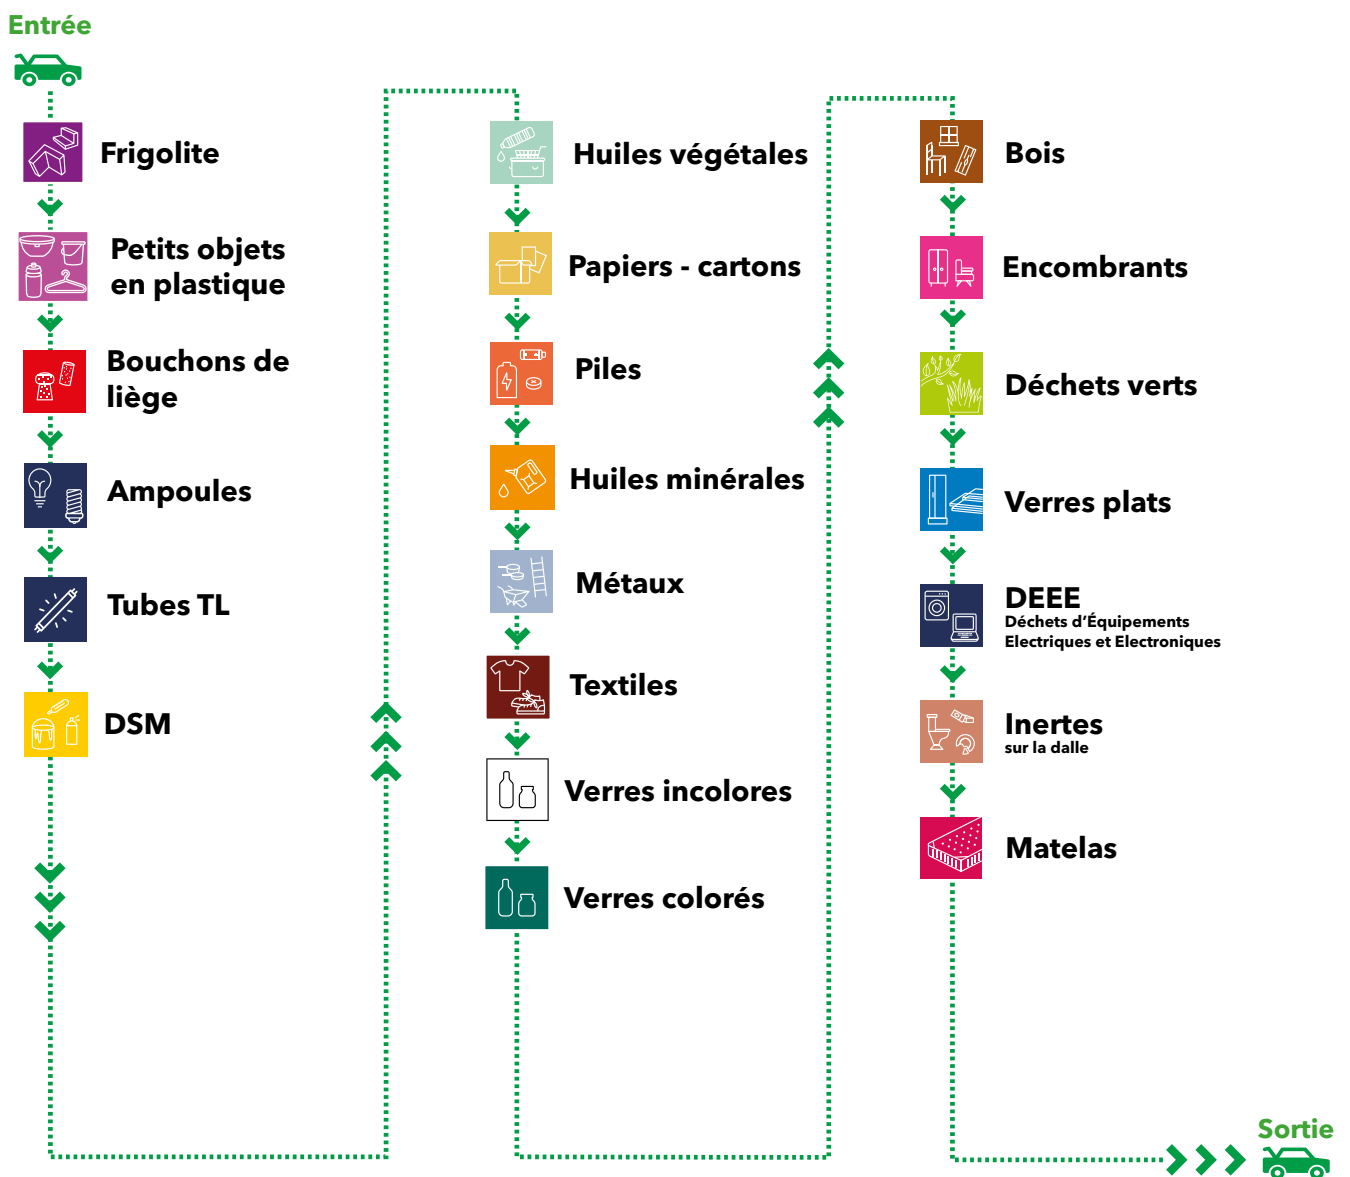 Entrée
Frigolite
Petits objets
en plastique
Bouchons de
liège
Ampoules
Tubes TL
DSM
Huiles végétales
Papiers - cartons
Piles
Huiles minérales
Métaux
Textiles
Verres incolores
Verres colorés
Bois
Encombrants
Déchets verts
Verres plats
DEEE
Déchets d'Équipements
Electriques et Electroniques
Inertes
sur la dalle
Matelas
Sortie